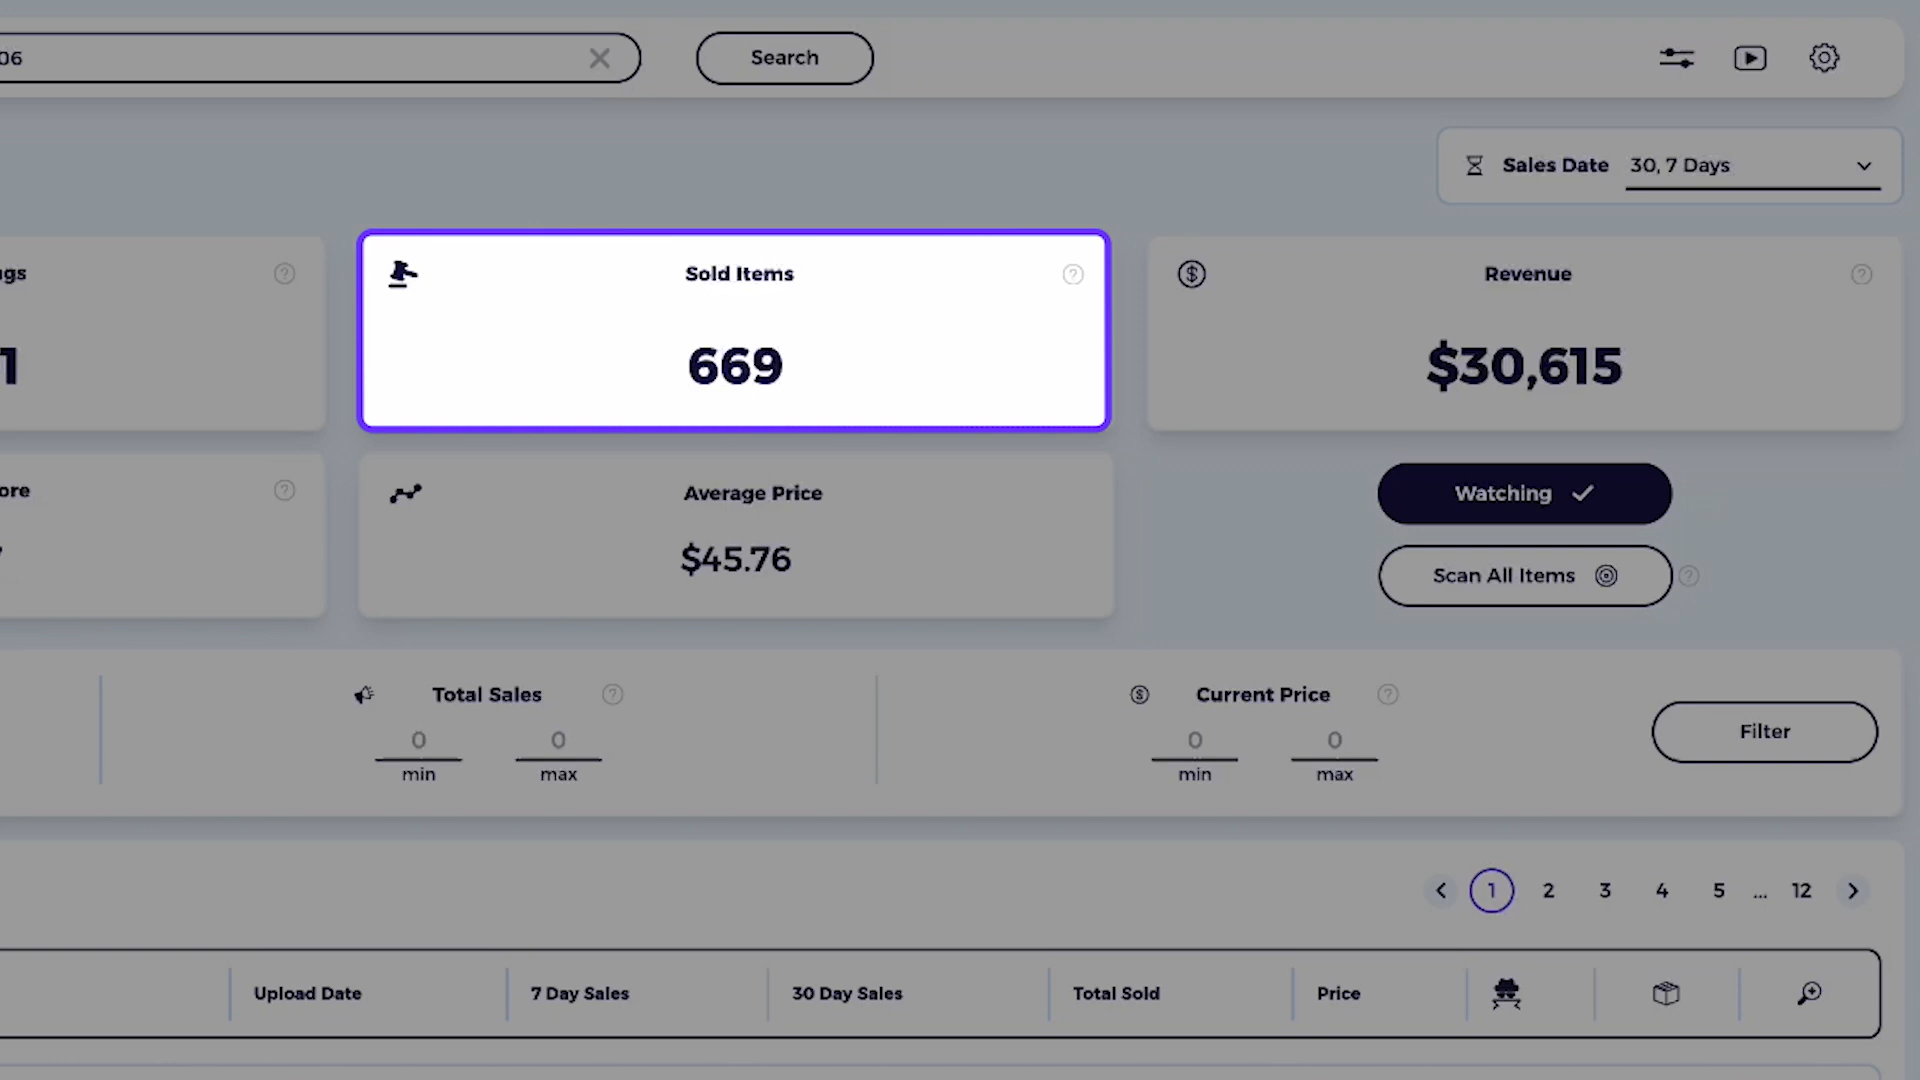 06
Search
Sales Date 30, 7 Days
Sold Items
Revenue
669
$30,615
Average Price
Watching
$45.76
Scan All Items
Total Sales
Current Price
0 0
0 0
Filter
min max
min max
1 2 3 4 5 ... 12
Upload Date 7 Day Sales 30 Day Sales Total Sold Price